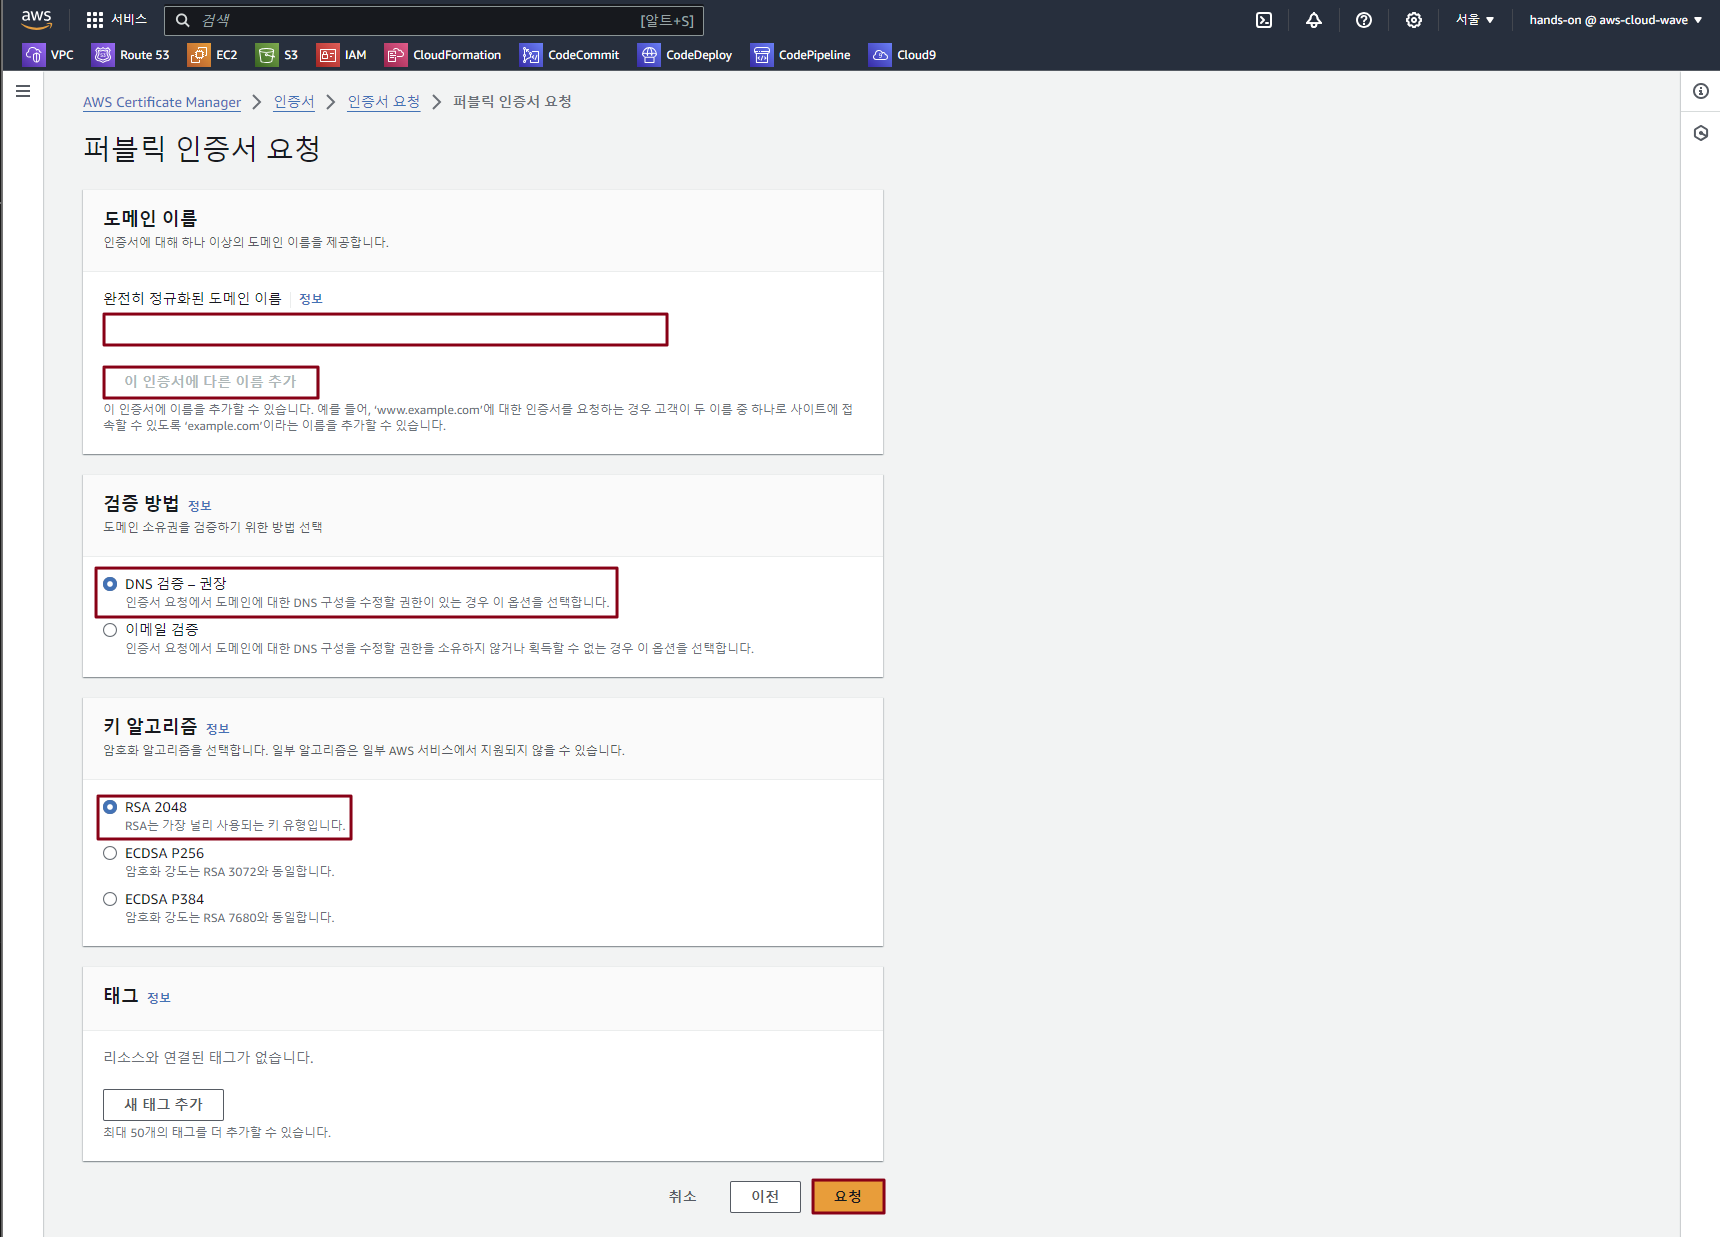 aws
서비스
검색
[알트+S]
서울 ▼
hands-on @ aws-cloud-wave ▼
VPC
Route 53
EC2
S3
IAM
CloudFormation
CodeCommit
CodeDeploy
CodePipeline
Cloud9
AWS Certificate Manager > 인증서 > 인증서 요청 > 퍼블릭 인증서 요청
퍼블릭 인증서 요청
도메인 이름
인증서에 대해 하나 이상의 도메인 이름을 제공합니다.
완전히 정규화된 도메인 이름 정보
이 인증서에 다른 이름 추가
이 인증서에 이름을 추가할 수 있습니다. 예를 들어, ‘www.example.com’에 대한 인증서를 요청하는 경우 고객이 두 이름 중 하나로 사이트에 접
속할 수 있도록 ‘example.com’이라는 이름을 추가할 수 있습니다.
검증 방법 정보
도메인 소유권을 검증하기 위한 방법 선택
DNS 검증 – 권장
인증서 요청에서 도메인에 대한 DNS 구성을 수정할 권한이 있는 경우 이 옵션을 선택합니다.
이메일 검증
인증서 요청에서 도메인에 대한 DNS 구성을 수정할 권한을 소유하지 않거나 획득할 수 없는 경우 이 옵션을 선택합니다.
키 알고리즘 정보
암호화 알고리즘을 선택합니다. 일부 알고리즘은 일부 AWS 서비스에서 지원되지 않을 수 있습니다.
RSA 2048
RSA는 가장 널리 사용되는 키 유형입니다.
ECDSA P256
암호화 강도는 RSA 3072와 동일합니다.
ECDSA P384
암호화 강도는 RSA 7680와 동일합니다.
태그 정보
리소스와 연결된 태그가 없습니다.
새 태그 추가
최대 50개의 태그를 더 추가할 수 있습니다.
취소
이전
요청